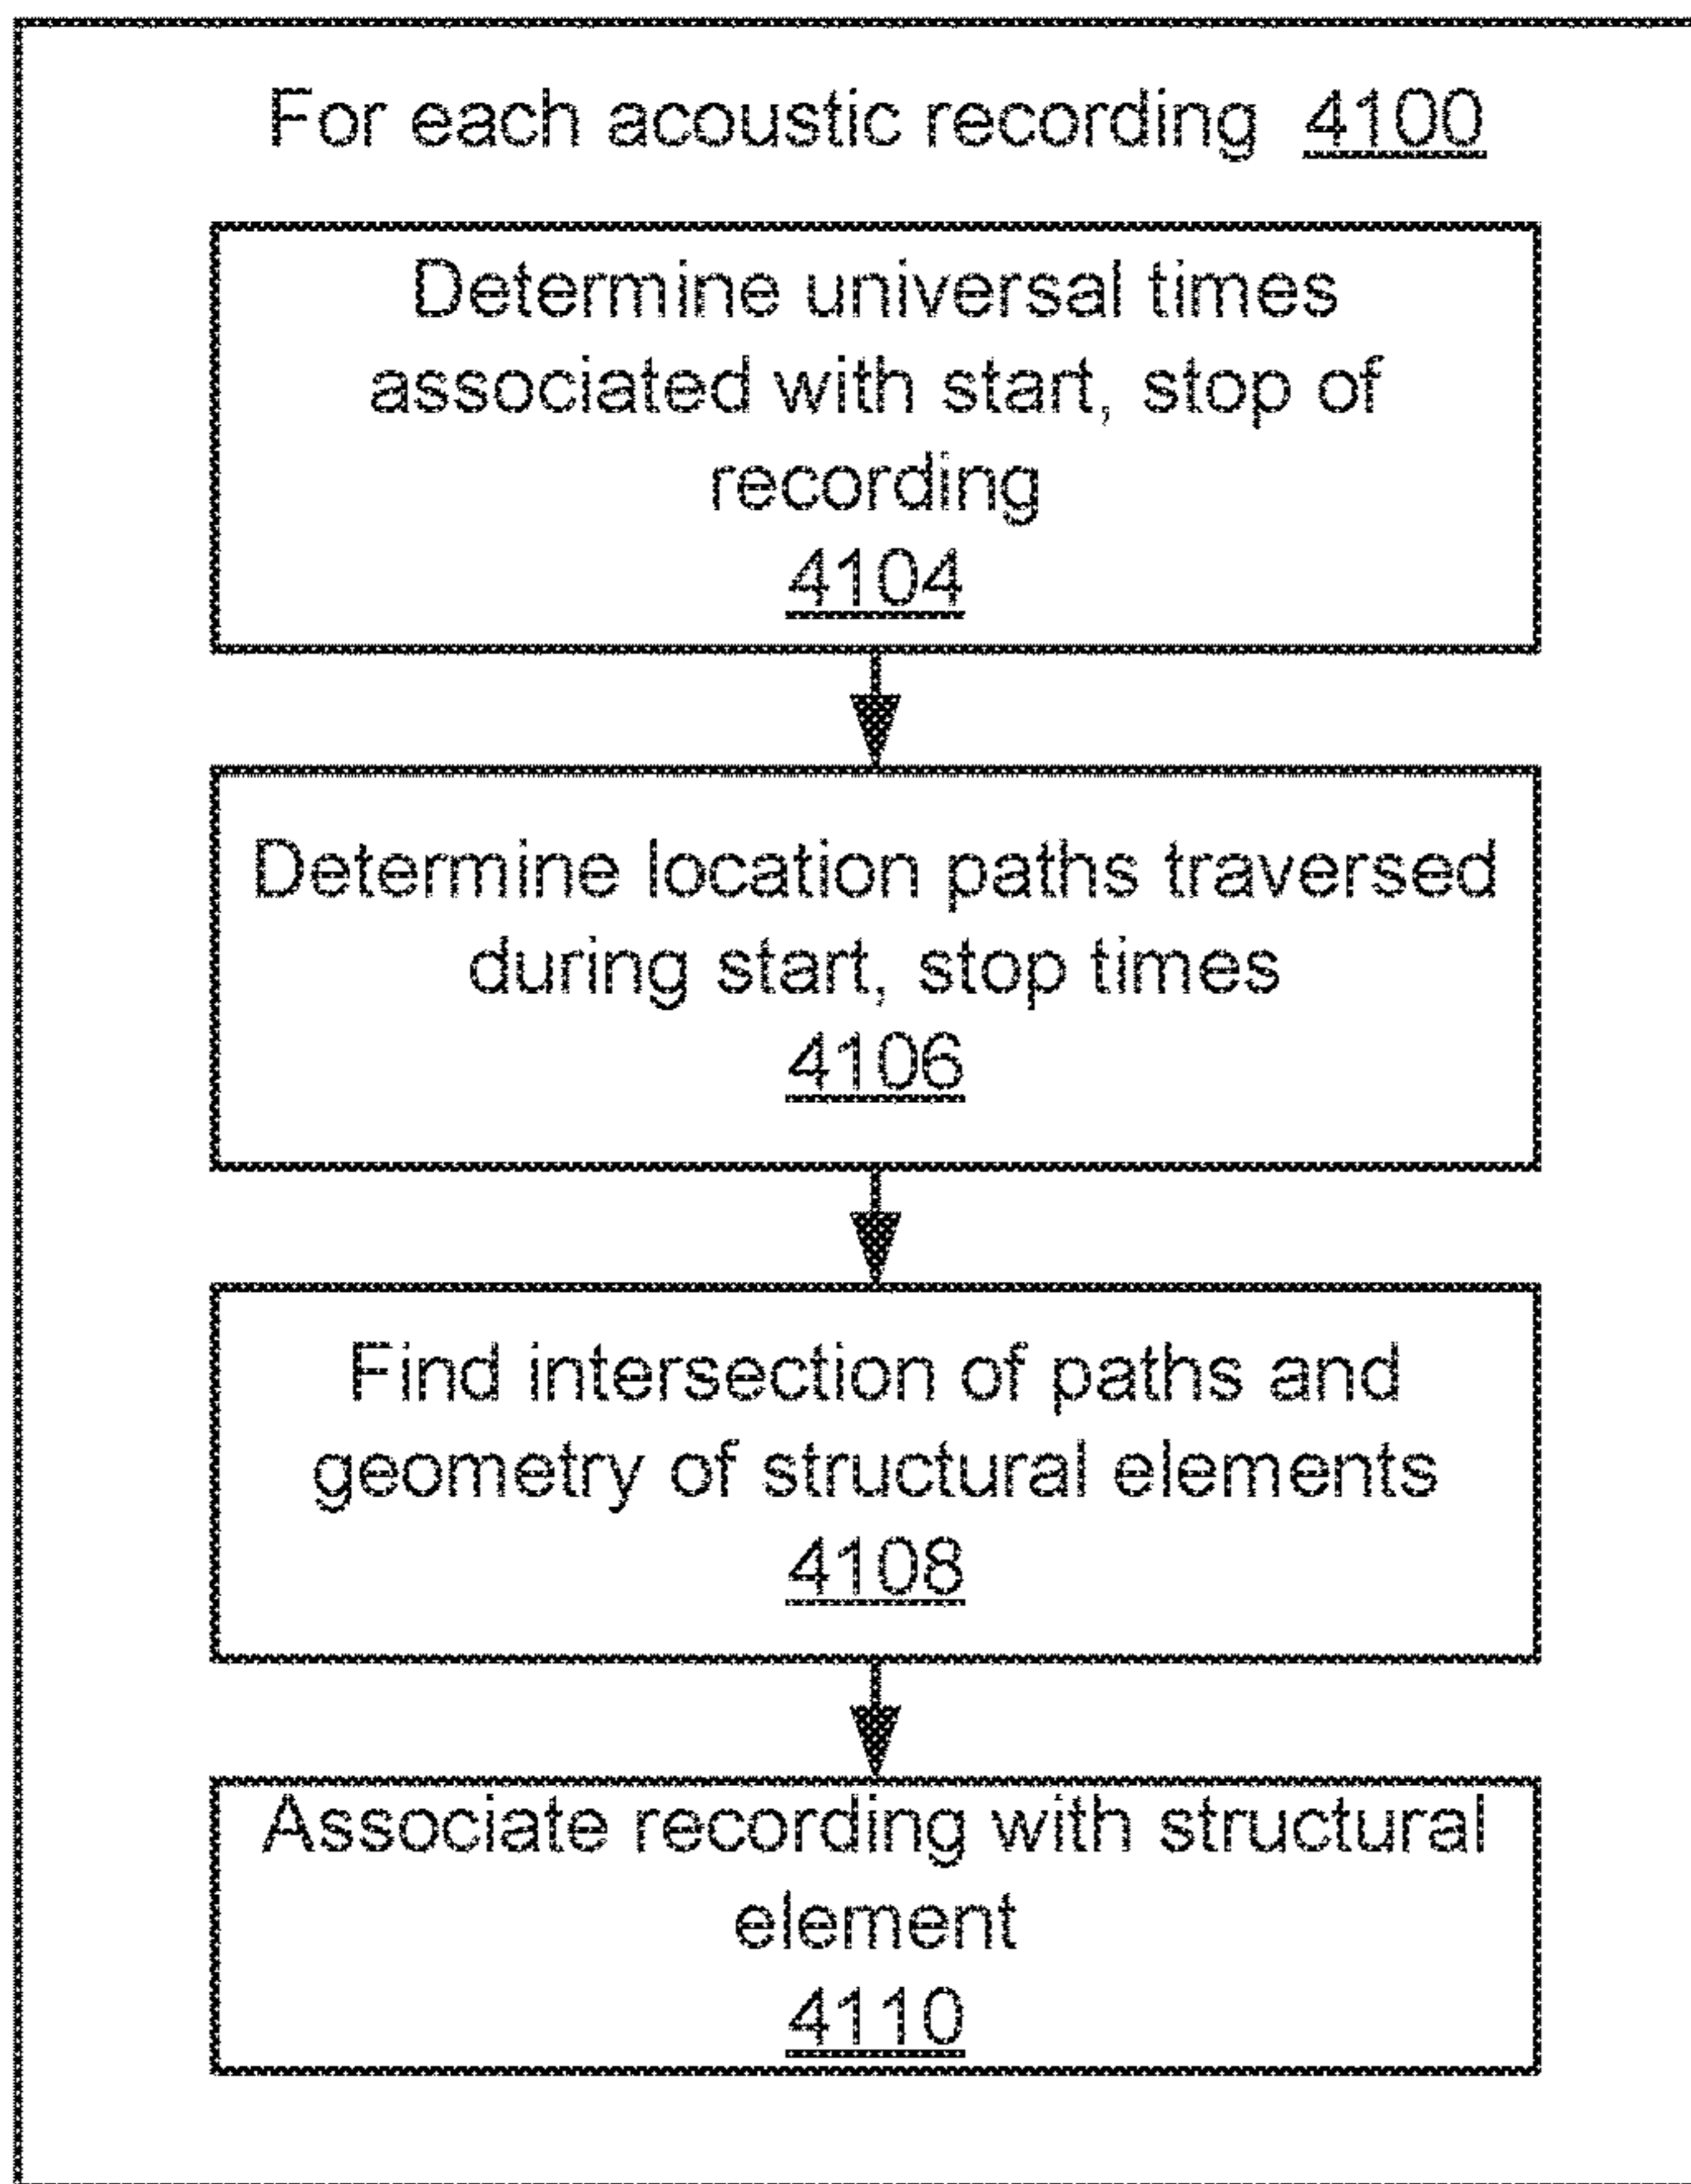 For each acoustic recording 4100
Determine universal times
associated with start, stop of
recording
4104
Determine location paths traversed
during start, stop times
4106
Find intersection of paths and
geometry of structural elements
4108
Associate recording with structural
element
4110